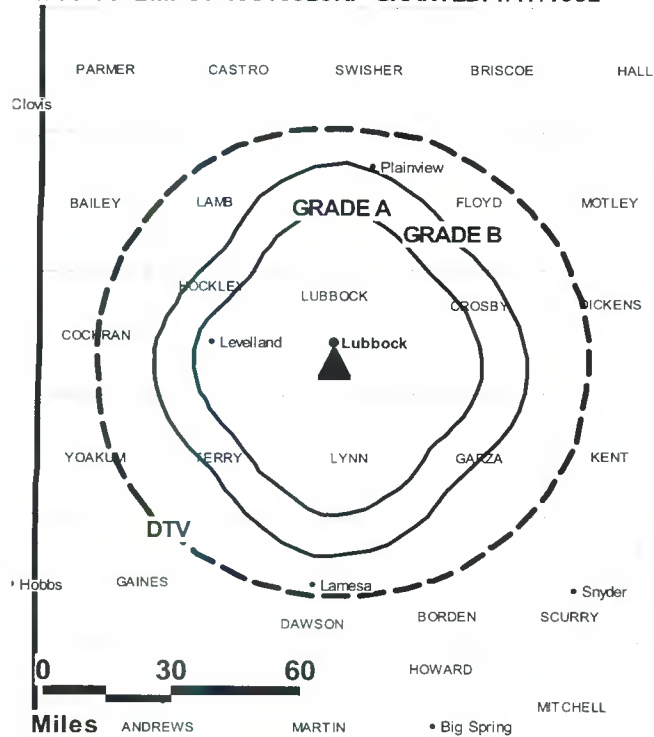 PARMER CASTRO SWISHER BRISCOE HALL
Clovis
Plainview
BAILEY LAMB GRADE A FLOYD MOTLEY
GRADE B
HOCKLEY LUBBOCK CROSBY DICKENS
COCHRAN Levelland Lubbock
YOAKUM TERRY LYNN GARZA KENT
DTV
Hobbs GAINES Lamesa Snyder
DAWSON BORDEN SCURRY
0 30 60 HOWARD
MITCHELL
Miles ANDREWS MARTIN Big Spring